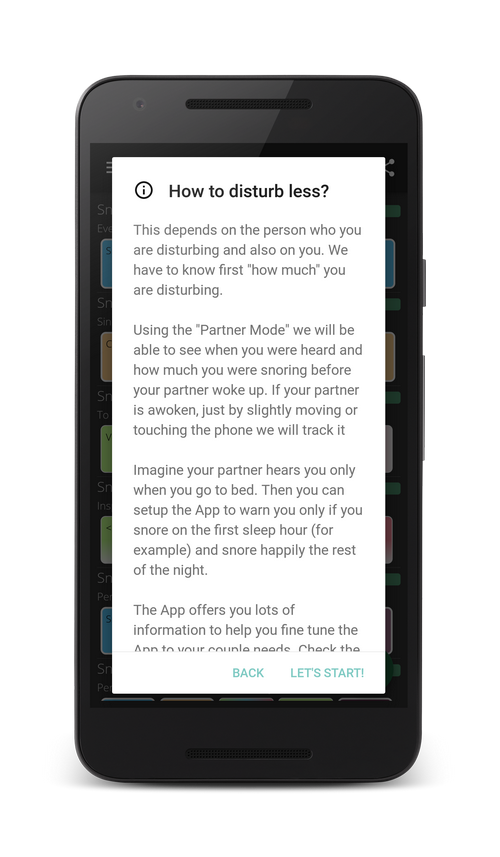 How to disturb less?
This depends on the person who you
are disturbing and also on you. We
have to know first "how much" you
are disturbing.
Using the "Partner Mode" we will be
able to see when you were heard and
how much you were snoring before
your partner woke up. If your partner
is awoken, just by slightly moving or
touching the phone we will track it
Imagine your partner hears you only
when you go to bed. Then you can
setup the App to warn you only if you
snore on the first sleep hour (for
example) and snore happily the rest
of the night.
The App offers you lots of
information to help you fine tune the
App to your couple needs. Check the
BACK LET'S START!